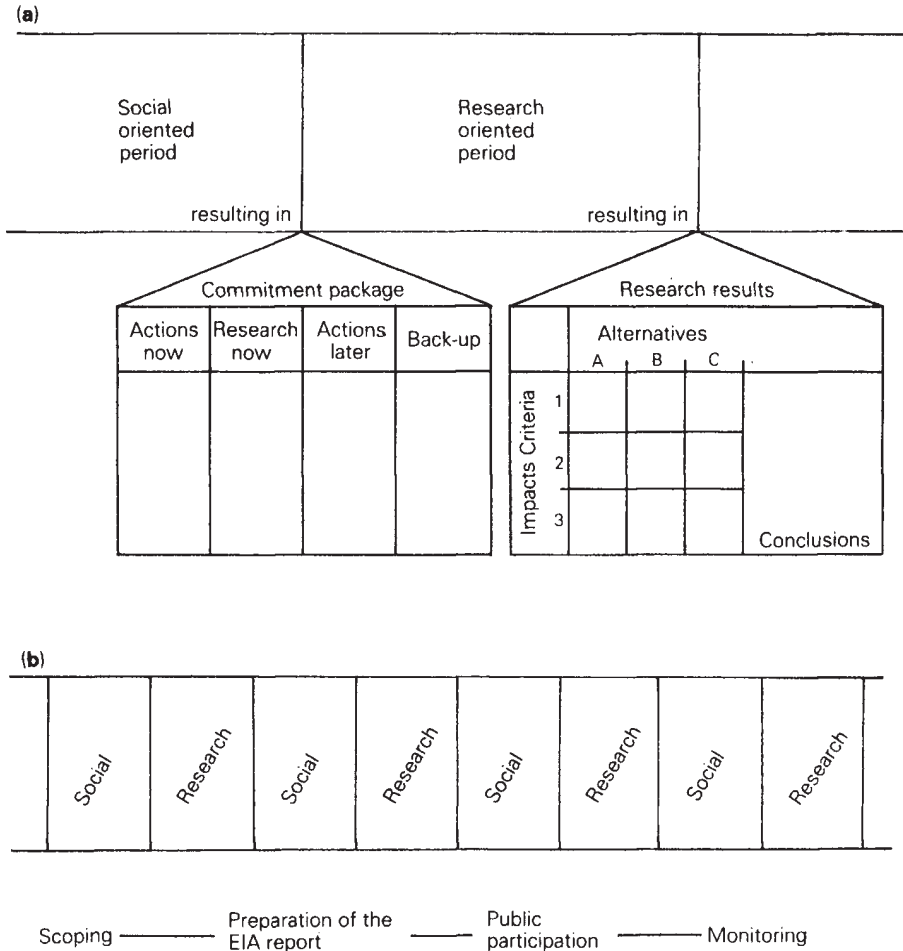 (a)
Social
oriented
period
resulting in
Research
oriented
period
resulting in
Commitment package
Actions
now
Research
now
Actions
later
Back-up
Research results
Alternatives
A B C
Impacts Criteria
1
2
3
Conclusions
(b)
Social
Research
Social
Research
Social
Research
Social
Research
Scoping
Preparation of the
EIA report
Public
participation
Monitoring